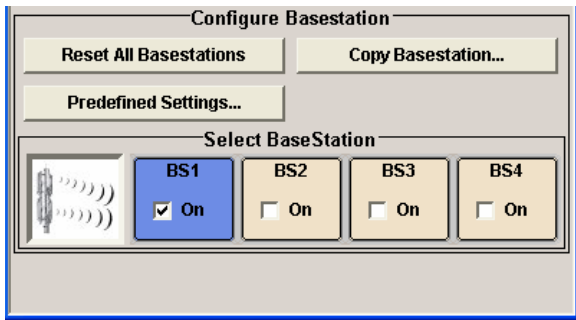 Configure Basestation
Reset All Basestations
Copy Basestation...
Predefined Settings...
Select BaseStation
BS1
BS2
BS3
BS4
On
On
On
On